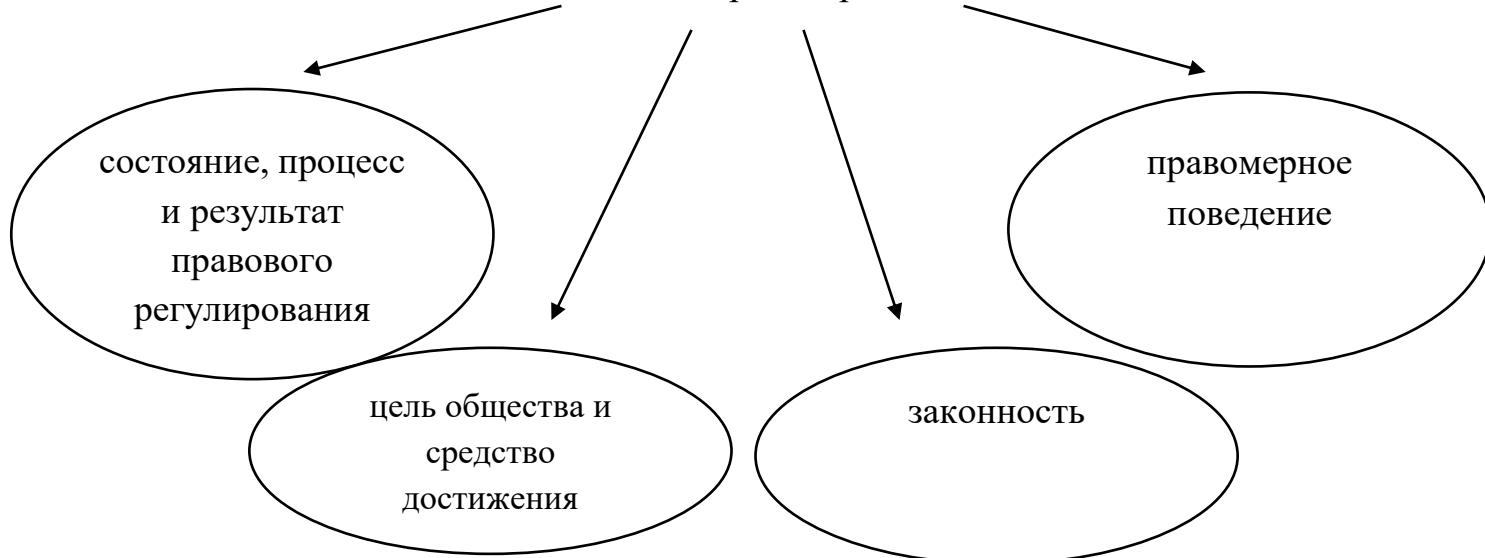 состояние, процесс
и результат
правового
регулирования
цель общества и
средство
достижения
законность
правомерное
поведение